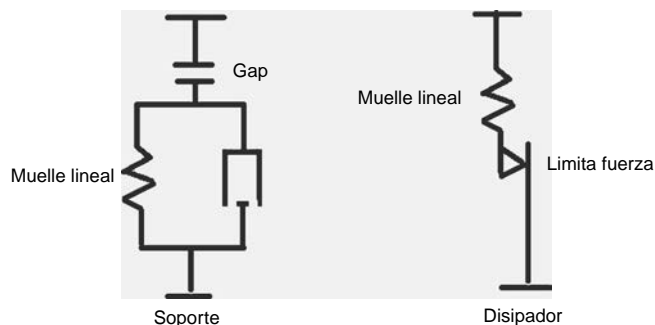 Gap
Muelle lineal
Muelle lineal
Limita fuerza
Soporte
Disipador